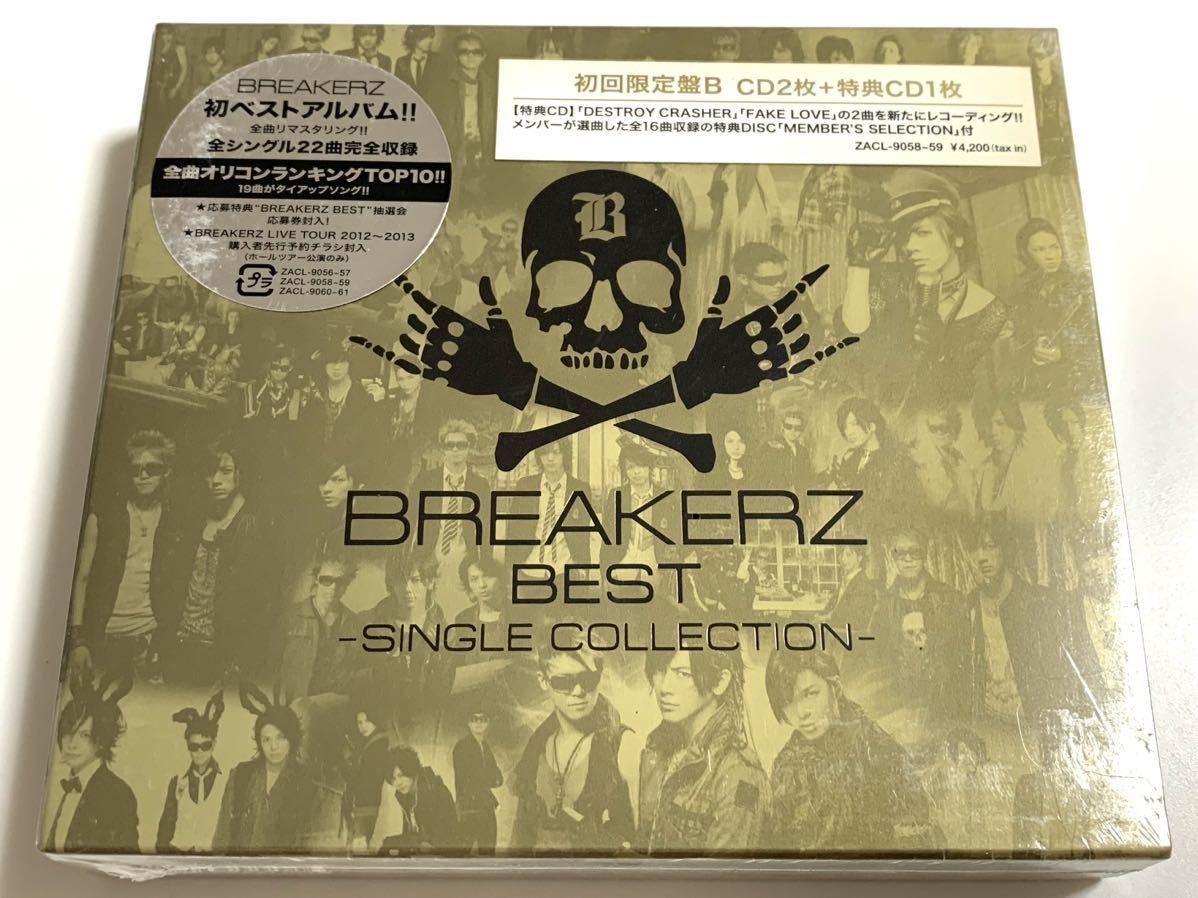 BREAKERZ
初ベストアルバム!!
全曲リマスタリング!!
全シングル22曲完全収録
全曲オリコンランキングTOP10!!
19曲がタイアップソング!!
★応募特典"BREAKERZ BEST"抽選会
応募券封入!
★BREAKERZ LIVE TOUR 2012~2013
購入者先行予約チラシ封入
(ホールツアー公演のみ)
プラ
ZACL-9056~57
ZACL-9058~59
ZACL-9060~61
初回限定盤B CD2枚+特典CD1枚
【特典CD】「DESTROY CRASHER」「FAKE LOVE」の2曲を新たにレコーディング!!
メンバーが選曲した全16曲収録の特典DISC「MEMBER'S SELECTION」付
ZACL-9058~59 ¥4,200(tax in)
B
BREAKERZ
BEST
-SINGLE COLLECTION-